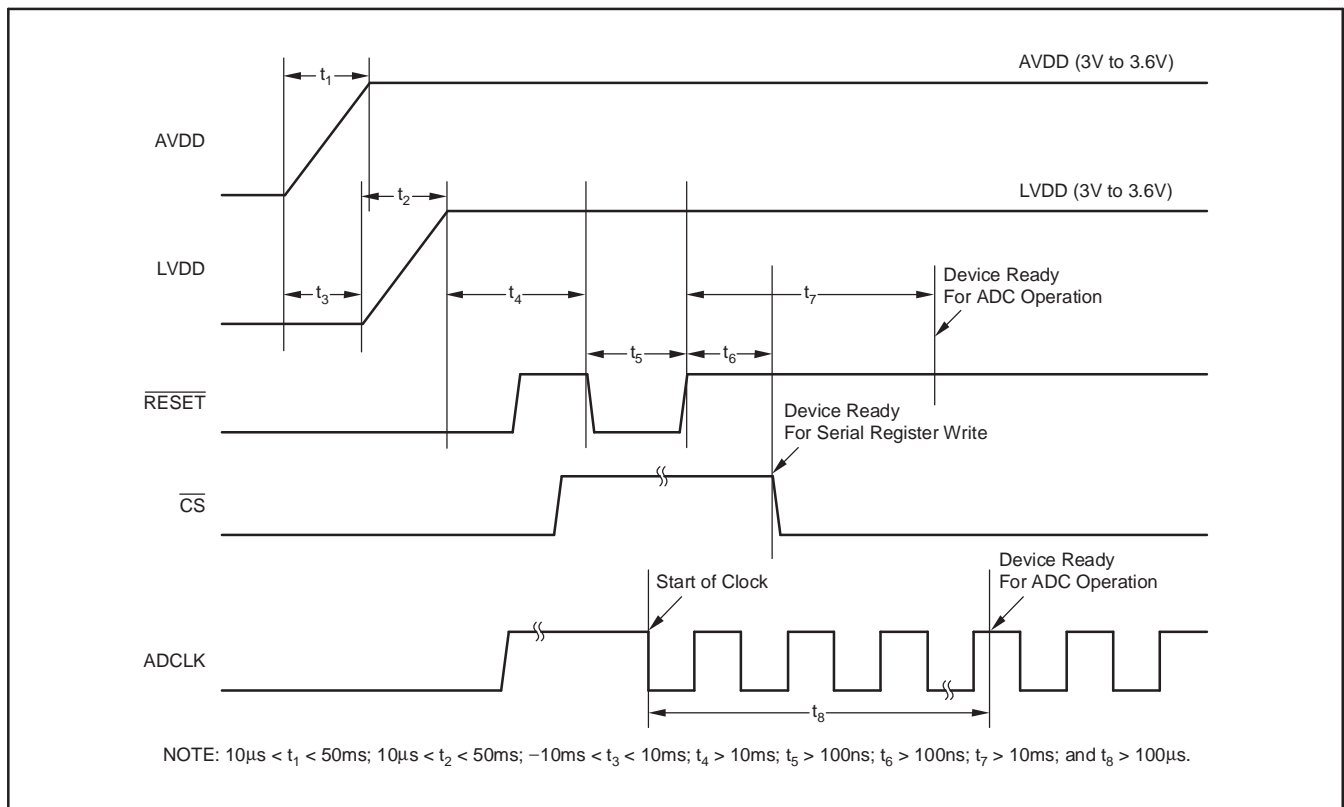 t₁
AVDD (3V to 3.6V)
AVDD
t₂
LVDD (3V to 3.6V)
LVDD
t₃
t₄
t₇
Device Ready
For ADC Operation
t₅
t₆
RESET
Device Ready
For Serial Register Write
CS
Start of Clock
Device Ready
For ADC Operation
ADCLK
t₈
NOTE: 10μs < t₁ < 50ms; 10μs < t₂ < 50ms; −10ms < t₃ < 10ms; t₄ > 10ms; t₅ > 100ns; t₆ > 100ns; t₇ > 10ms; and t₈ > 100μs.